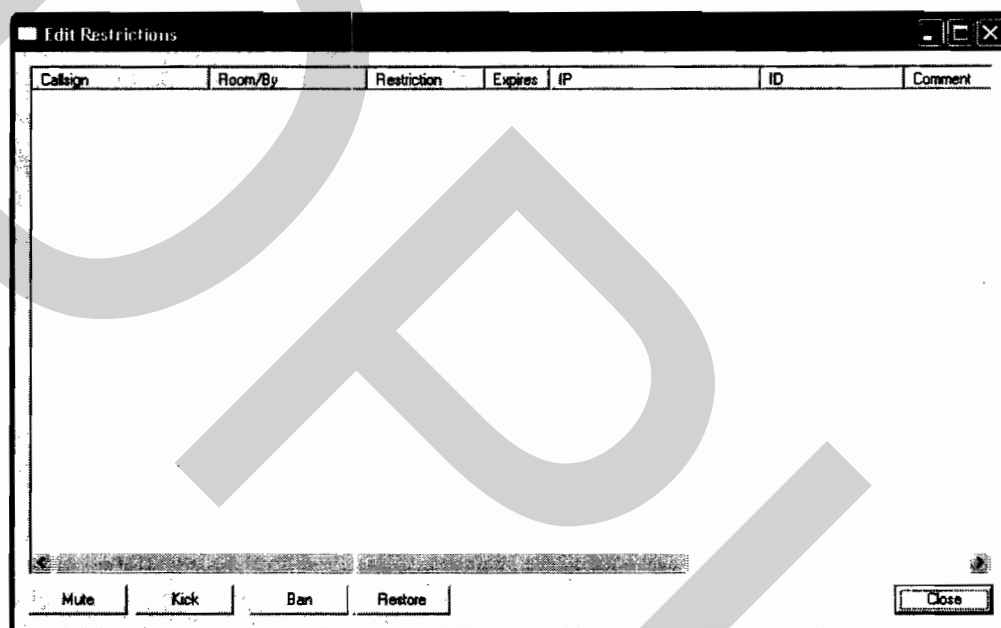 Edit Restrictions
Callsign Room/By Restriction Expires IP ID Comment
Mute Kick Ban Restore Close